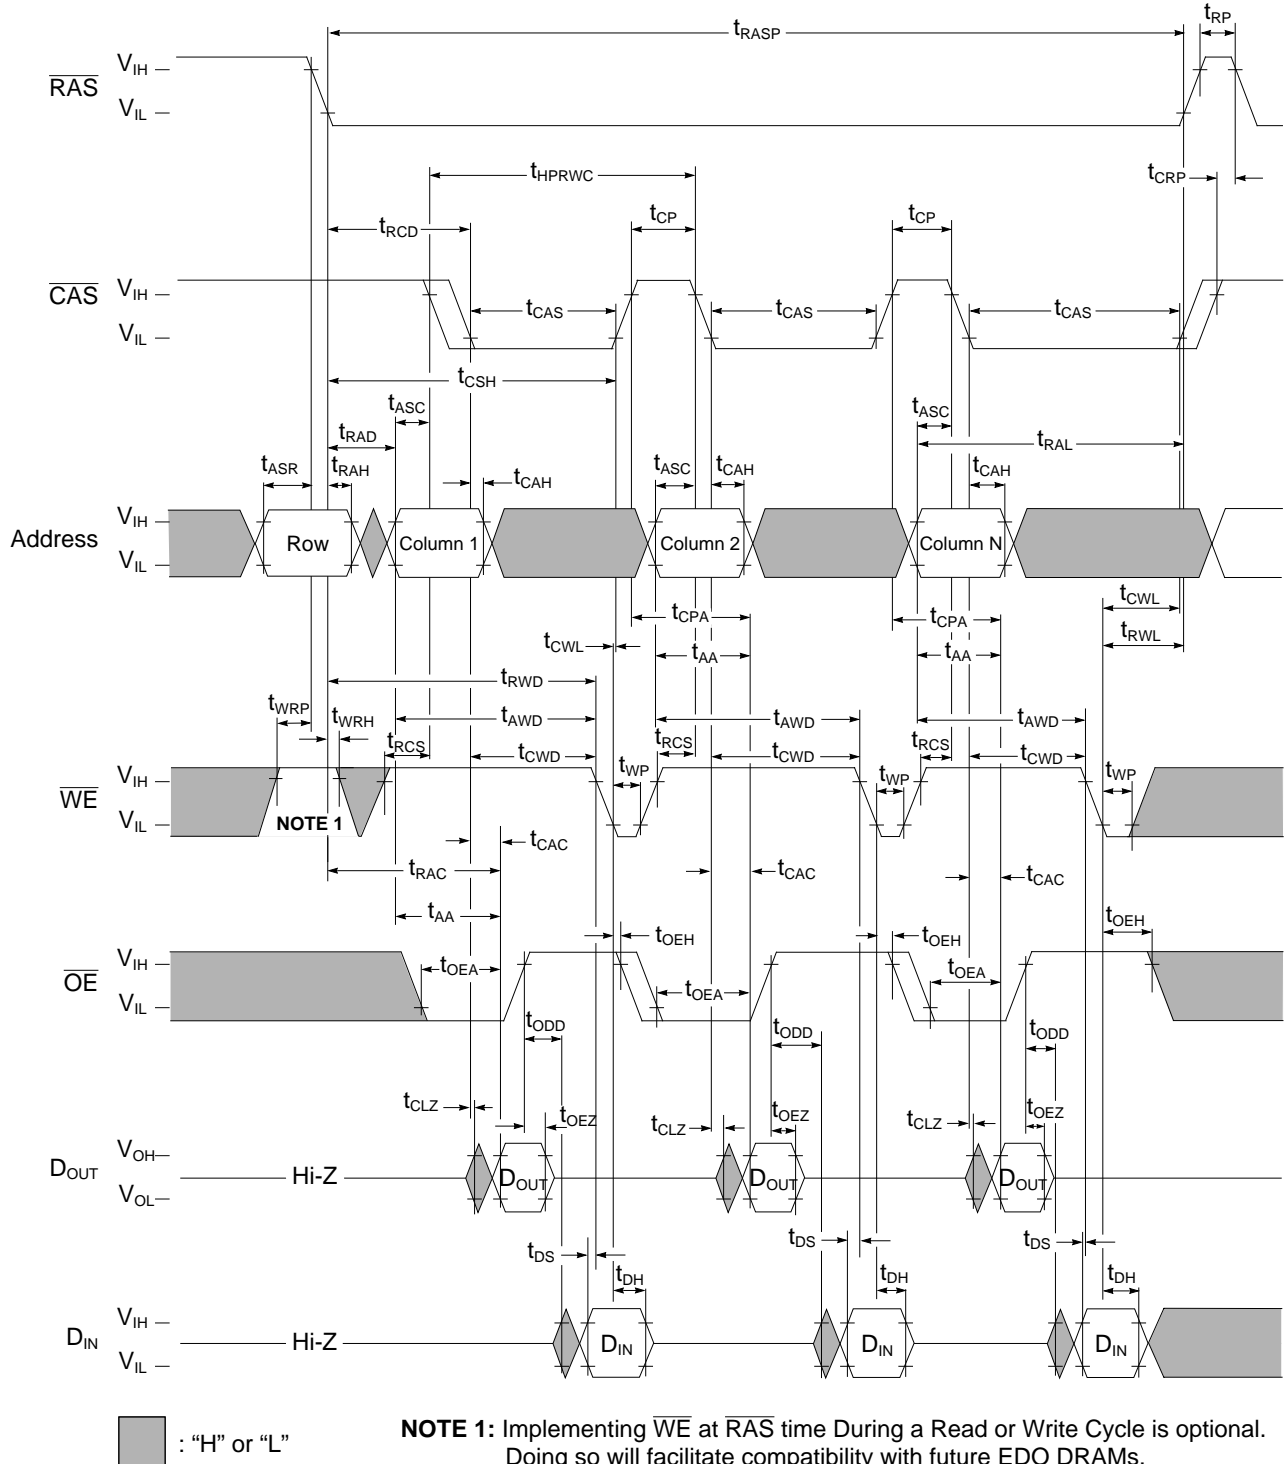 tRASP
tRP
RAS
VIH
VIL
tHPRWC
tCRP
tRCD
tCP
tCP
CAS
VIH
VIL
tCAS
tCAS
tCAS
tCSH
tASC
tASC
tRAD
tRAL
tASR
tRAH
tCAH
tASC
tCAH
tCAH
Address
VIH
VIL
Row
Column 1
Column 2
Column N
tCWL
tCPA
tCPA
tCWL
tRWL
tAA
tAA
tRWD
tWRP
tWRH
tAWD
tAWD
tAWD
tRCS
tCWD
tRCS
tCWD
tRCS
tCWD
WE
VIH
VIL
tWP
tWP
tWP
NOTE 1
tCAC
tRAC
tCAC
tCAC
tAA
tOEH
tOEH
tOEH
OE
VIH
VIL
tOEA
tOEA
tOEA
tODD
tODD
tODD
tCLZ
tOEZ
tCLZ
tOEZ
tCLZ
tOEZ
DOUT
VOH
VOL
Hi-Z
DOUT
DOUT
DOUT
tDS
tDS
tDS
tDH
tDH
tDH
DIN
VIH
VIL
Hi-Z
DIN
DIN
DIN
: “H” or “L”
NOTE 1: Implementing WE at RAS time During a Read or Write Cycle is optional.
Doing so will facilitate compatibility with future EDO DRAMs.